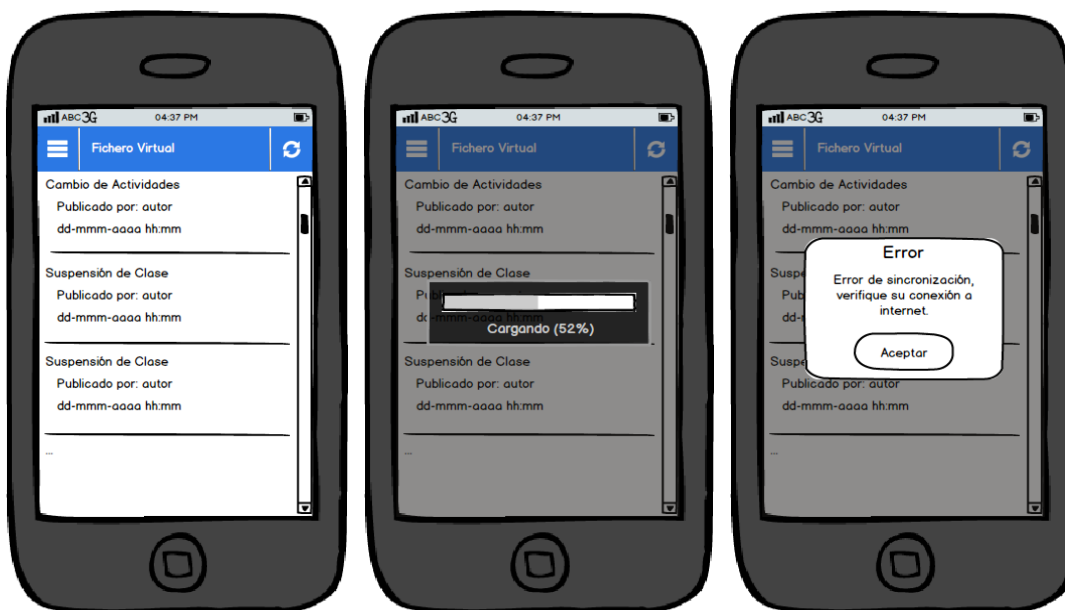 ABC 3G 04:37 PM
Fichero Virtual
Cambio de Actividades
Publicado por: autor
dd-mmm-aaaa hh:mm
Suspensión de Clase
Publicado por: autor
dd-mmm-aaaa hh:mm
Suspensión de Clase
Publicado por: autor
dd-mmm-aaaa hh:mm
...
ABC 3G 04:37 PM
Fichero Virtual
Cambio de Actividades
Publicado por: autor
dd-mmm-aaaa hh:mm
Suspensión de Clase
Cargando (52%)
Suspensión de Clase
Publicado por: autor
dd-mmm-aaaa hh:mm
...
ABC 3G 04:37 PM
Fichero Virtual
Cambio de Actividades
Publicado por: autor
dd-mmm-aaaa hh:mm
Error
Error de sincronización,
verifique su conexión a
internet.
Aceptar
Publicado por: autor
dd-mmm-aaaa hh:mm
...